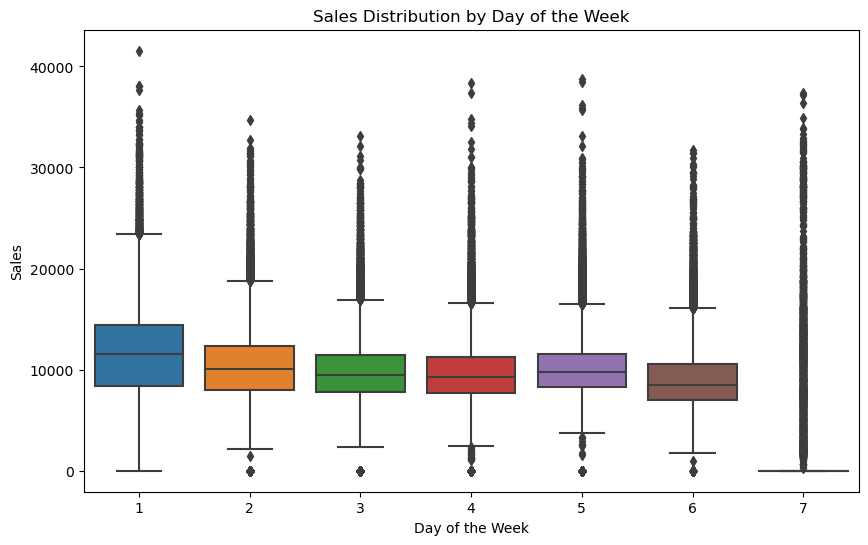 Sales Distribution by Day of the Week
40000
30000
20000
10000
0
Sales
1 2 3 4 5 6 7
Day of the Week